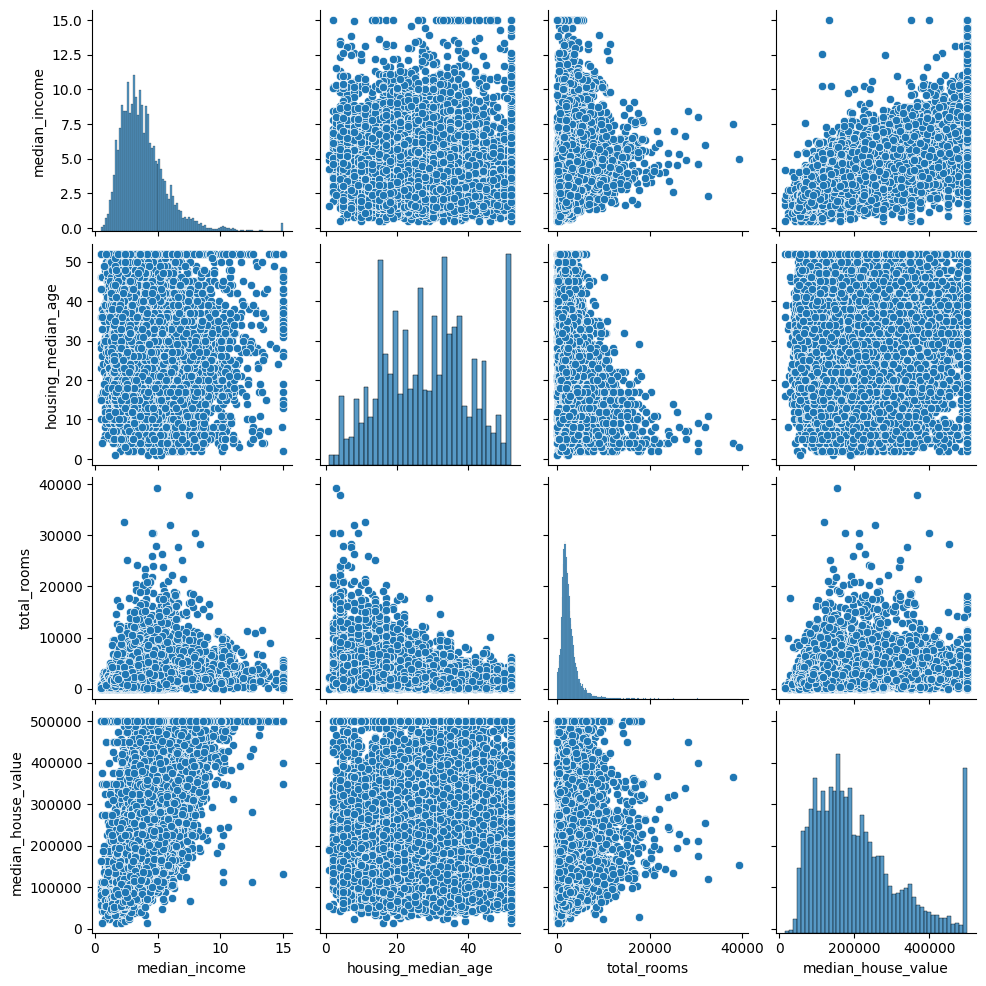 15.0
12.5
10.0
7.5
5.0
2.5
0.0
median_income
50
40
30
20
10
0
housing_median_age
40000
30000
20000
10000
0
total_rooms
500000
400000
300000
200000
100000
0
median_house_value
0 5 10 15
median_income
0 20 40
housing_median_age
0 20000 40000
total_rooms
0 200000 400000
median_house_value